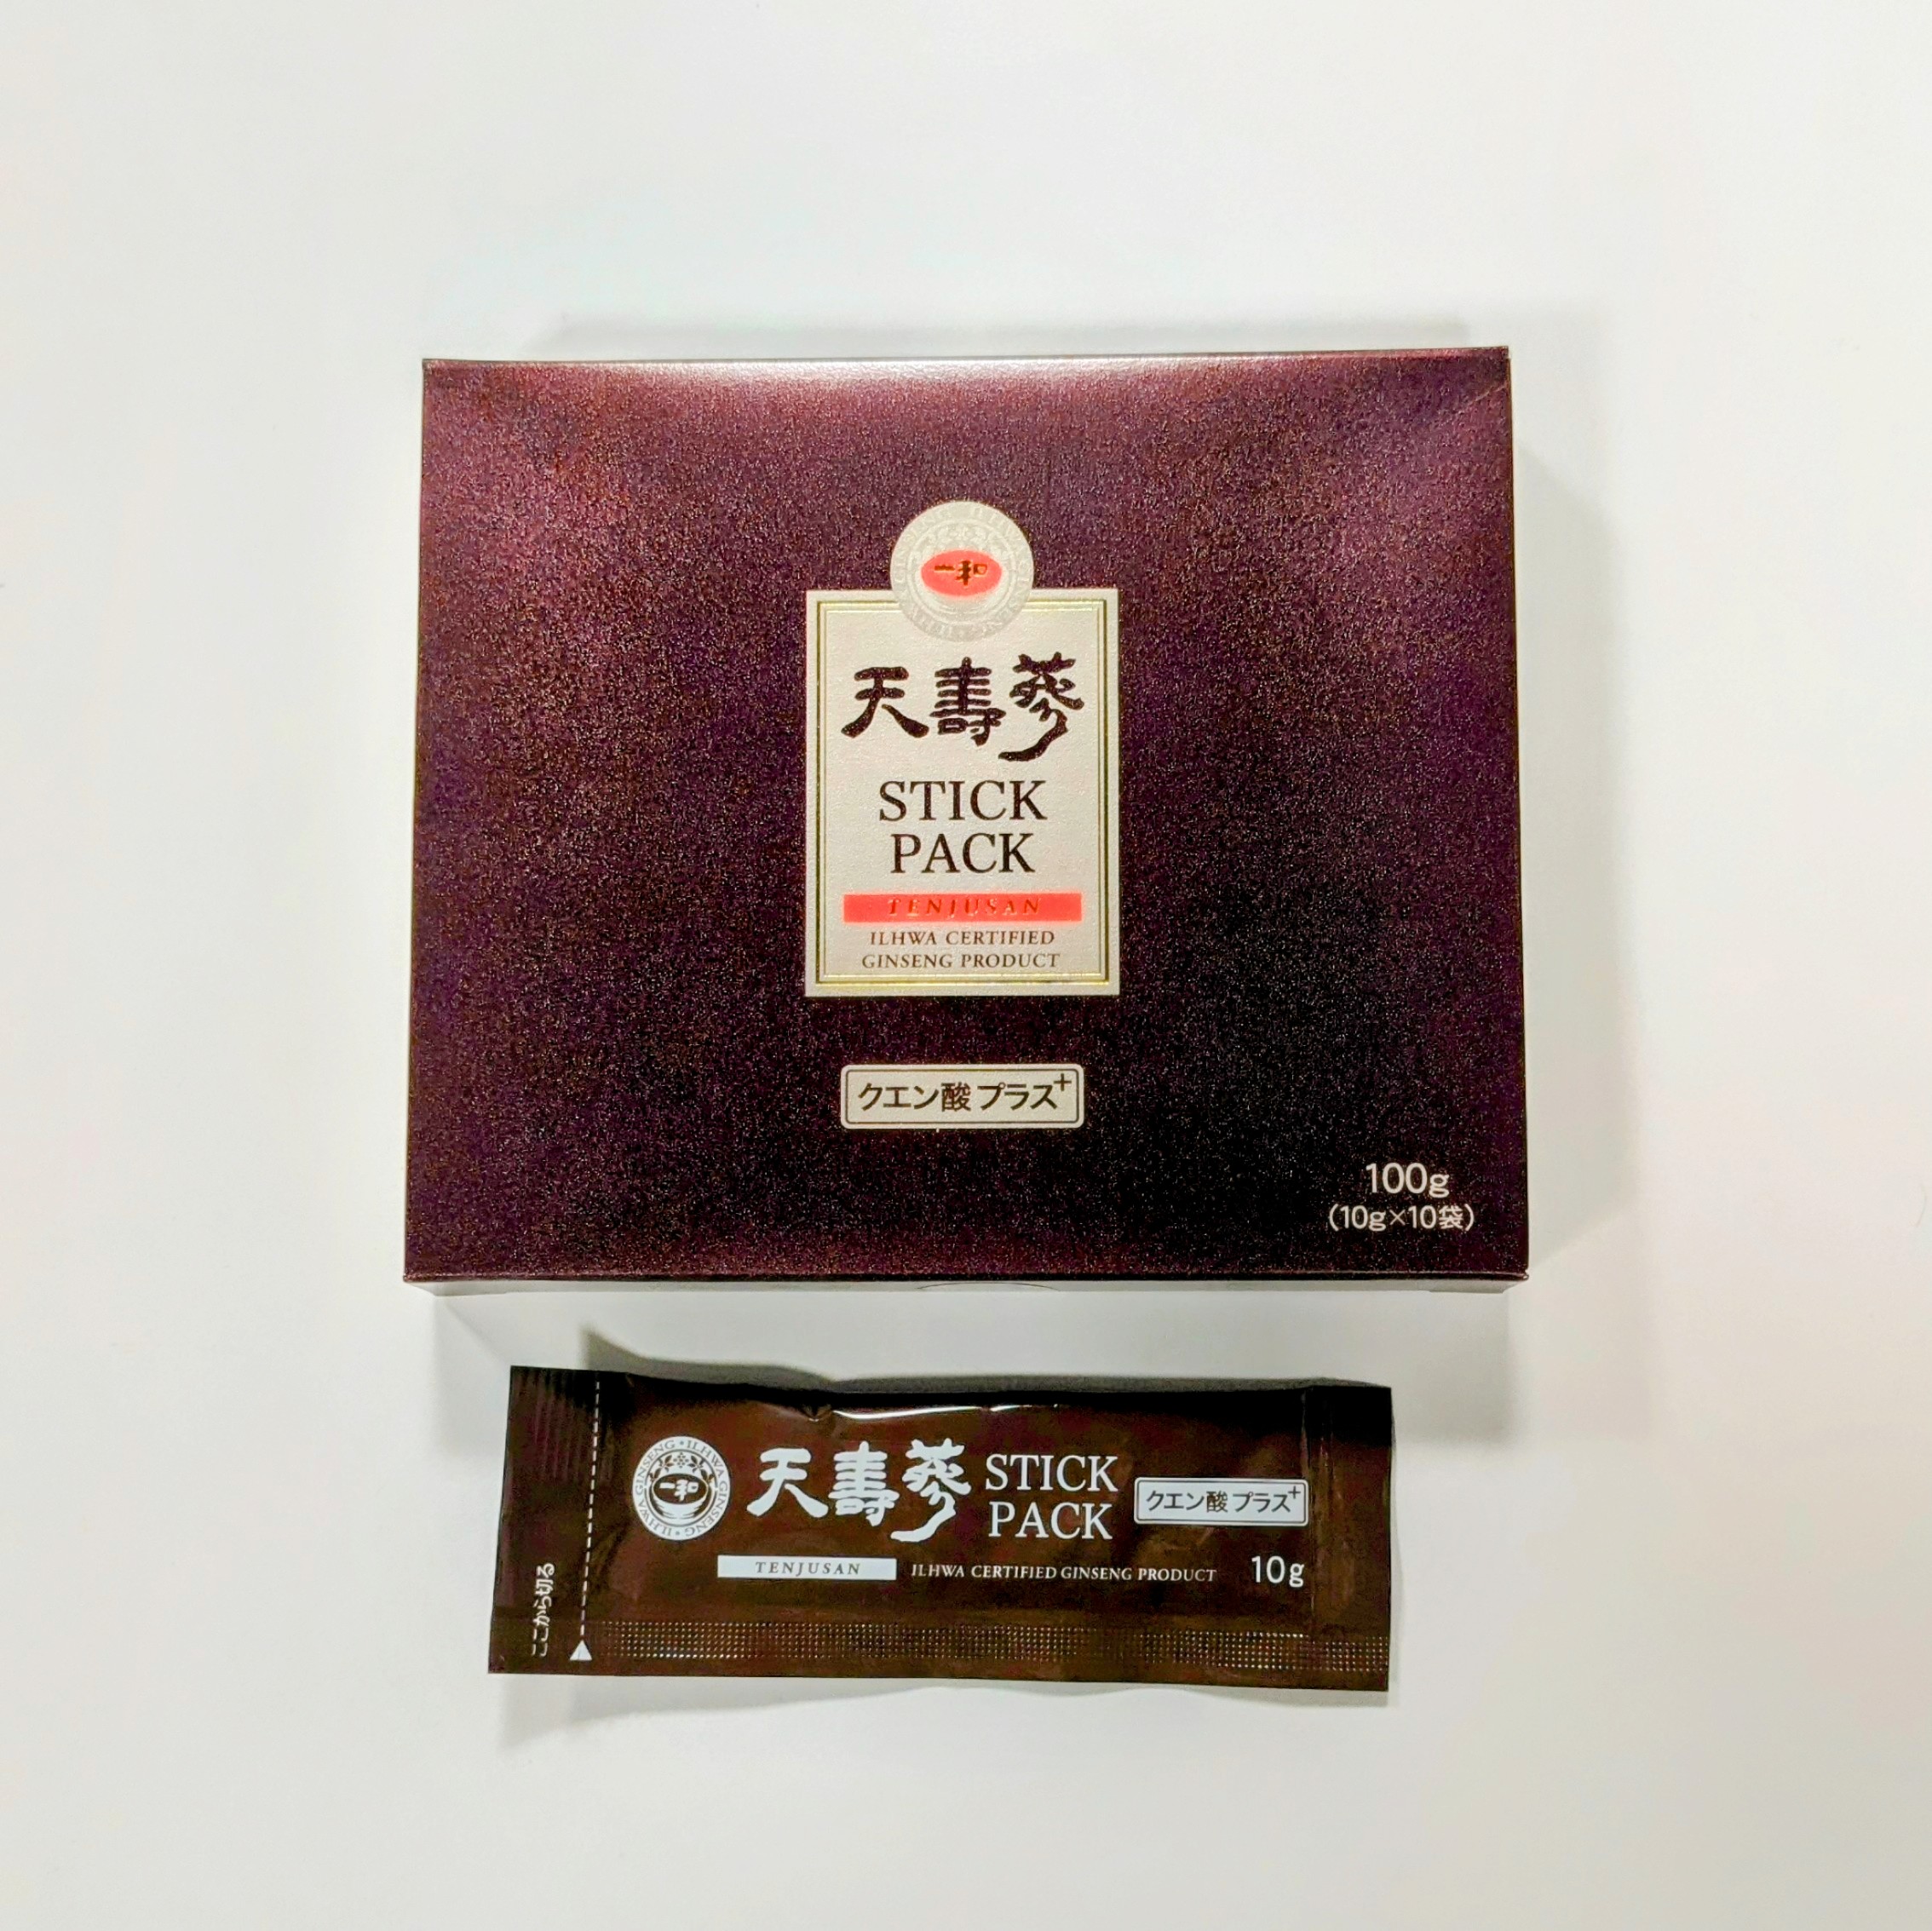 一和
天壽蔘
STICK
PACK
TENJUSAN
ILHWA CERTIFIED
GINSENG PRODUCT
クエン酸 プラス+
100g
(10g×10袋)
ILHWA GINSENG • ILHWA GINSENG •
一和
天壽蔘
STICK
PACK
クエン酸 プラス+
TENJUSAN
ILHWA CERTIFIED GINSENG PRODUCT
10g
ここから切る